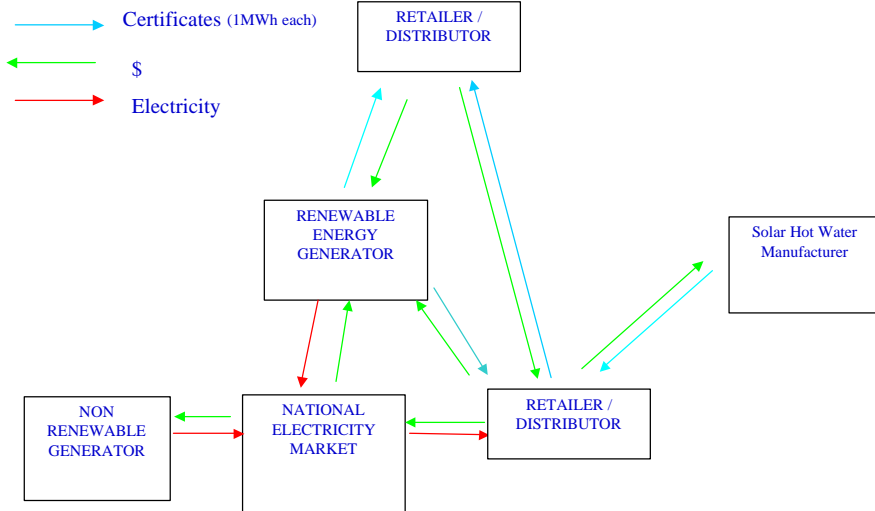 Certificates (1MWh each)
$
Electricity
RETAILER /
DISTRIBUTOR
RENEWABLE
ENERGY
GENERATOR
Solar Hot Water
Manufacturer
NON
RENEWABLE
GENERATOR
NATIONAL
ELECTRICITY
MARKET
RETAILER /
DISTRIBUTOR